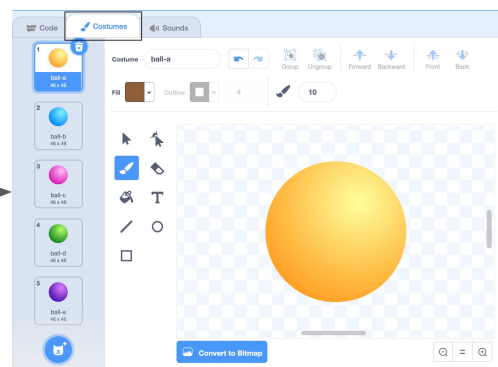 Code
Costumes
Sounds
1
ball-a
46 x 46
2
ball-b
46 x 46
3
ball-c
46 x 46
4
ball-d
46 x 46
5
ball-e
46 x 46
Costume ball-a
Group Ungroup Forward Backward Front Back
Fill Outline 4 10
T
Convert to Bitmap
=